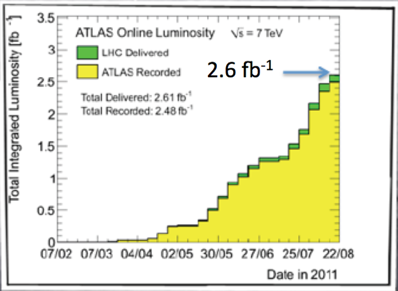 ATLAS Online Luminosity √s = 7 TeV
LHC Delivered
ATLAS Recorded
2.6 fb-1
Total Delivered: 2.61 fb-1
Total Recorded: 2.48 fb-1
Total Integrated Luminosity [fb-1]
3.5
3
2.5
2
1.5
1
0.5
0
07/02 07/03 04/04 02/05 30/05 27/06 25/07 22/08
Date in 2011